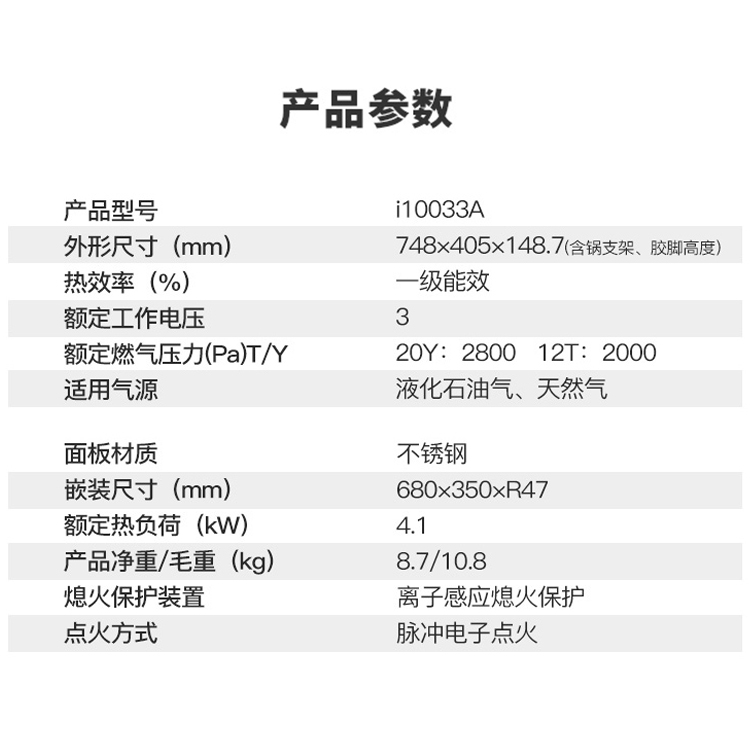 产品参数
产品型号 i10033A
外形尺寸（mm） 748×405×148.7(含锅支架、胶脚高度)
热效率（%） 一级能效
额定工作电压 3
额定燃气压力(Pa)T/Y 20Y：2800 12T：2000
适用气源 液化石油气、天然气
面板材质 不锈钢
嵌装尺寸（mm） 680×350×R47
额定热负荷（kW） 4.1
产品净重/毛重（kg） 8.7/10.8
熄火保护装置 离子感应熄火保护
点火方式 脉冲电子点火